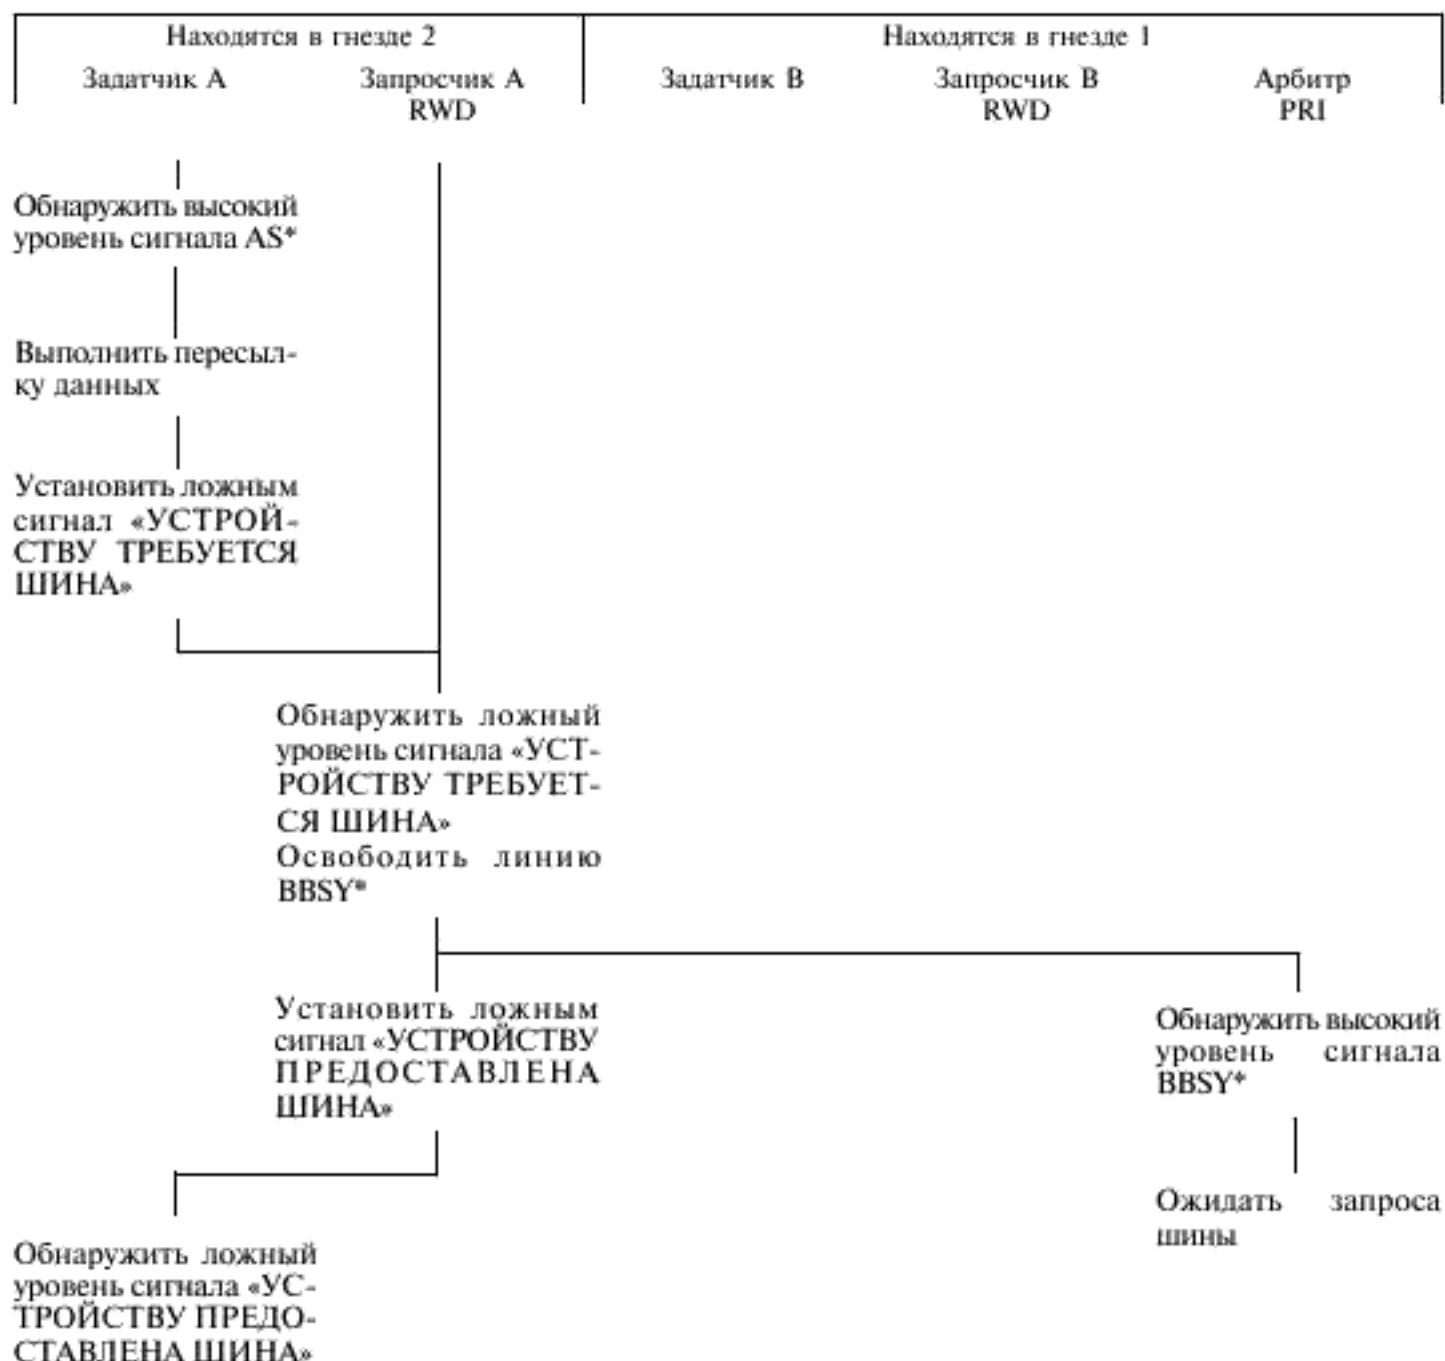 Находятся в гнезде 2
Находятся в гнезде 1
Задатчик А
Запросчик А
RWD
Задатчик В
Запросчик В
RWD
Арбитр
PRI
Обнаружить высокий
уровень сигнала AS*
Выполнить пересыл-
ку данных
Установить ложным
сигнал «УСТРОЙ-
СТВУ ТРЕБУЕТСЯ
ШИНА»
Обнаружить ложный
уровень сигнала «УСТ-
РОЙСТВУ ТРЕБУЕТ-
СЯ ШИНА»
Освободить линию
BBSY*
Установить ложным
сигнал «УСТРОЙСТВУ
ПРЕДОСТАВЛЕНА
ШИНА»
Обнаружить высокий
уровень сигнала
BBSY*
Ожидать запроса
шины
Обнаружить ложный
уровень сигнала «УС-
ТРОЙСТВУ ПРЕДО-
СТАВЛЕНА ШИНА»